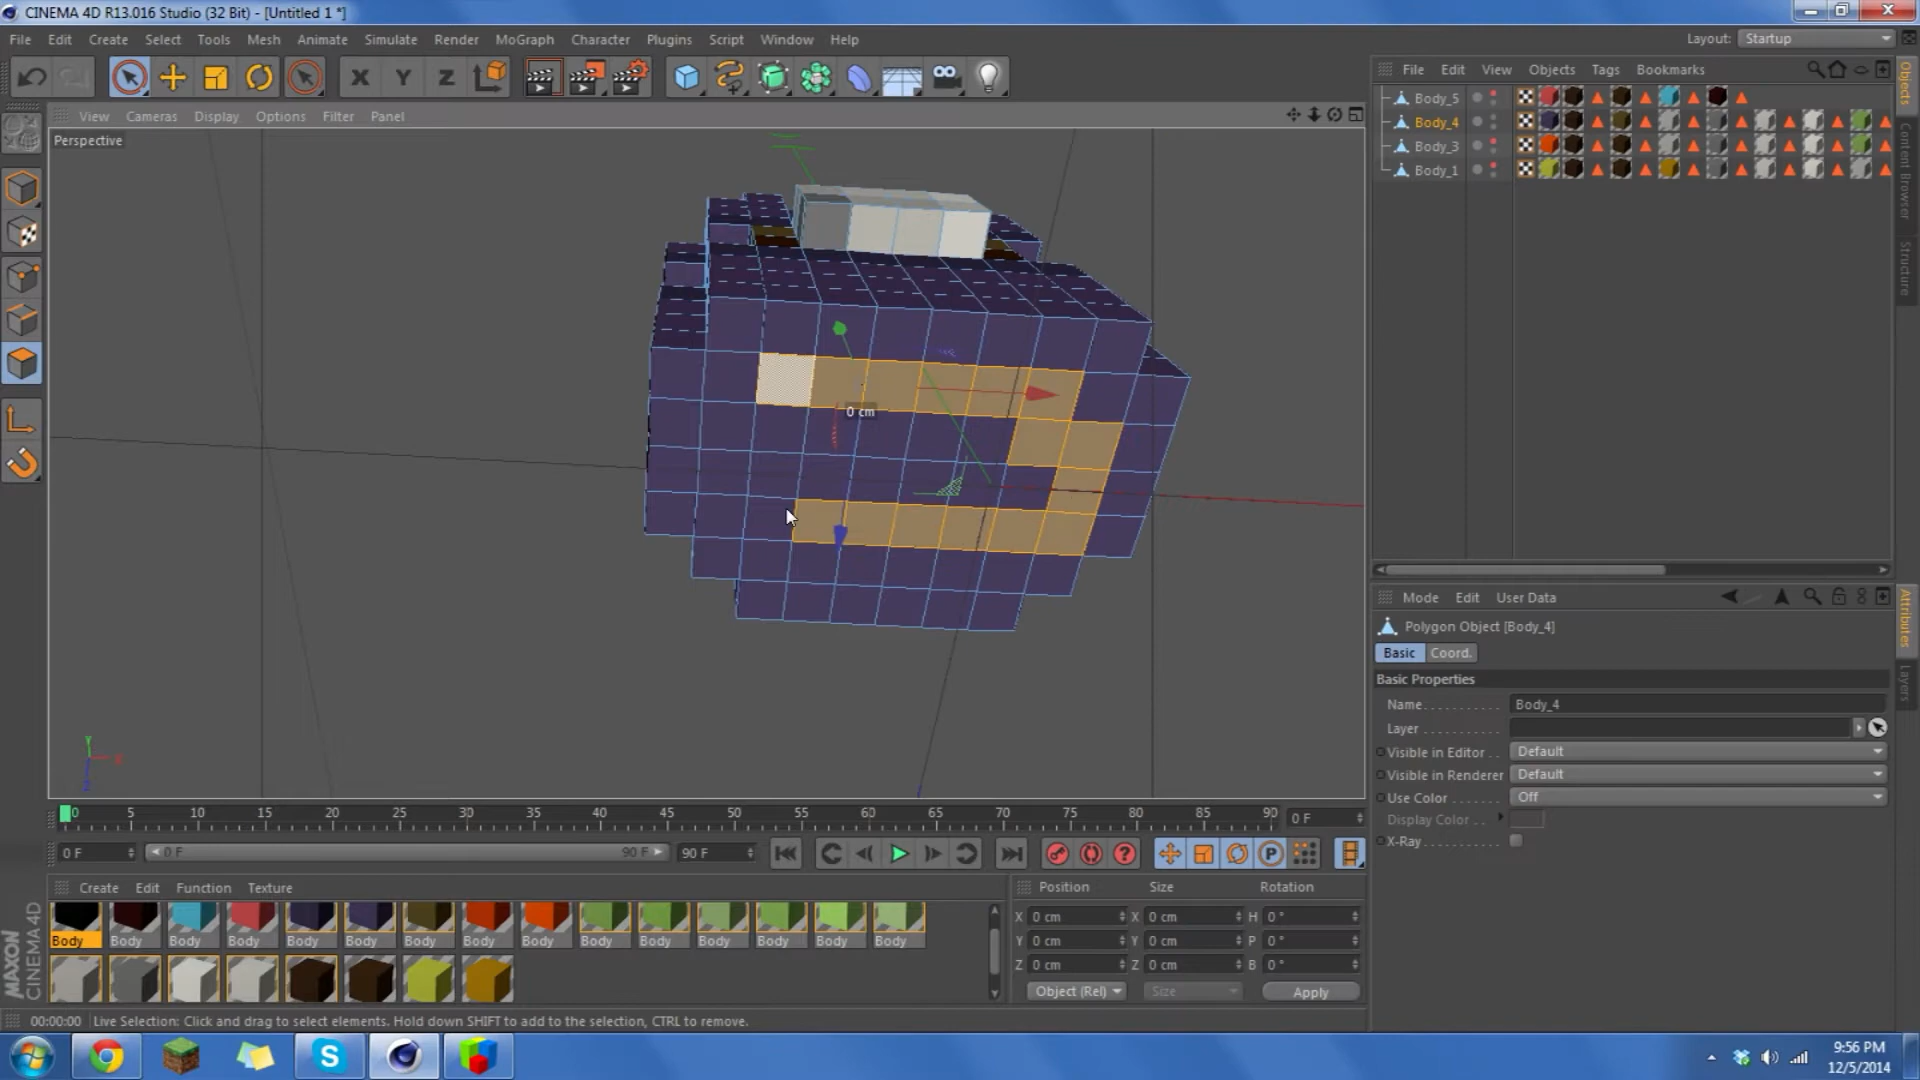 CINEMA 4D R13.016 Studio (32 Bit) - [Untitled 1 *]
File Edit Create Select Tools Mesh Animate Simulate Render MoGraph Character Plugins Script Window Help
Layout: Startup
X Y Z
File Edit View Objects Tags Bookmarks
Objects
Content Browser
Structure
Body_5
Body_4
Body_3
Body_1
View Cameras Display Options Filter Panel
Perspective
0 cm
Y
X
Z
Mode Edit User Data
Attributes
Layers
Polygon Object [Body_4]
Basic Coord.
Basic Properties
Name Body_4
Layer
Visible in Editor Default
Visible in Renderer Default
Use Color Off
Display Color
X-Ray
0 5 10 15 20 25 30 35 40 45 50 55 60 65 70 75 80 85 90 0 F
0 F 0 F 90 F 90 F
? P
Create Edit Function Texture
Body Body Body Body Body Body Body Body Body Body Body Body Body Body Body
MAXON
CINEMA 4D
Position Size Rotation
X 0 cm X 0 cm H 0 °
Y 0 cm Y 0 cm P 0 °
Z 0 cm Z 0 cm B 0 °
Object (Rel) Size Apply
00:00:00 Live Selection: Click and drag to select elements. Hold down SHIFT to add to the selection, CTRL to remove.
9:56 PM
12/5/2014